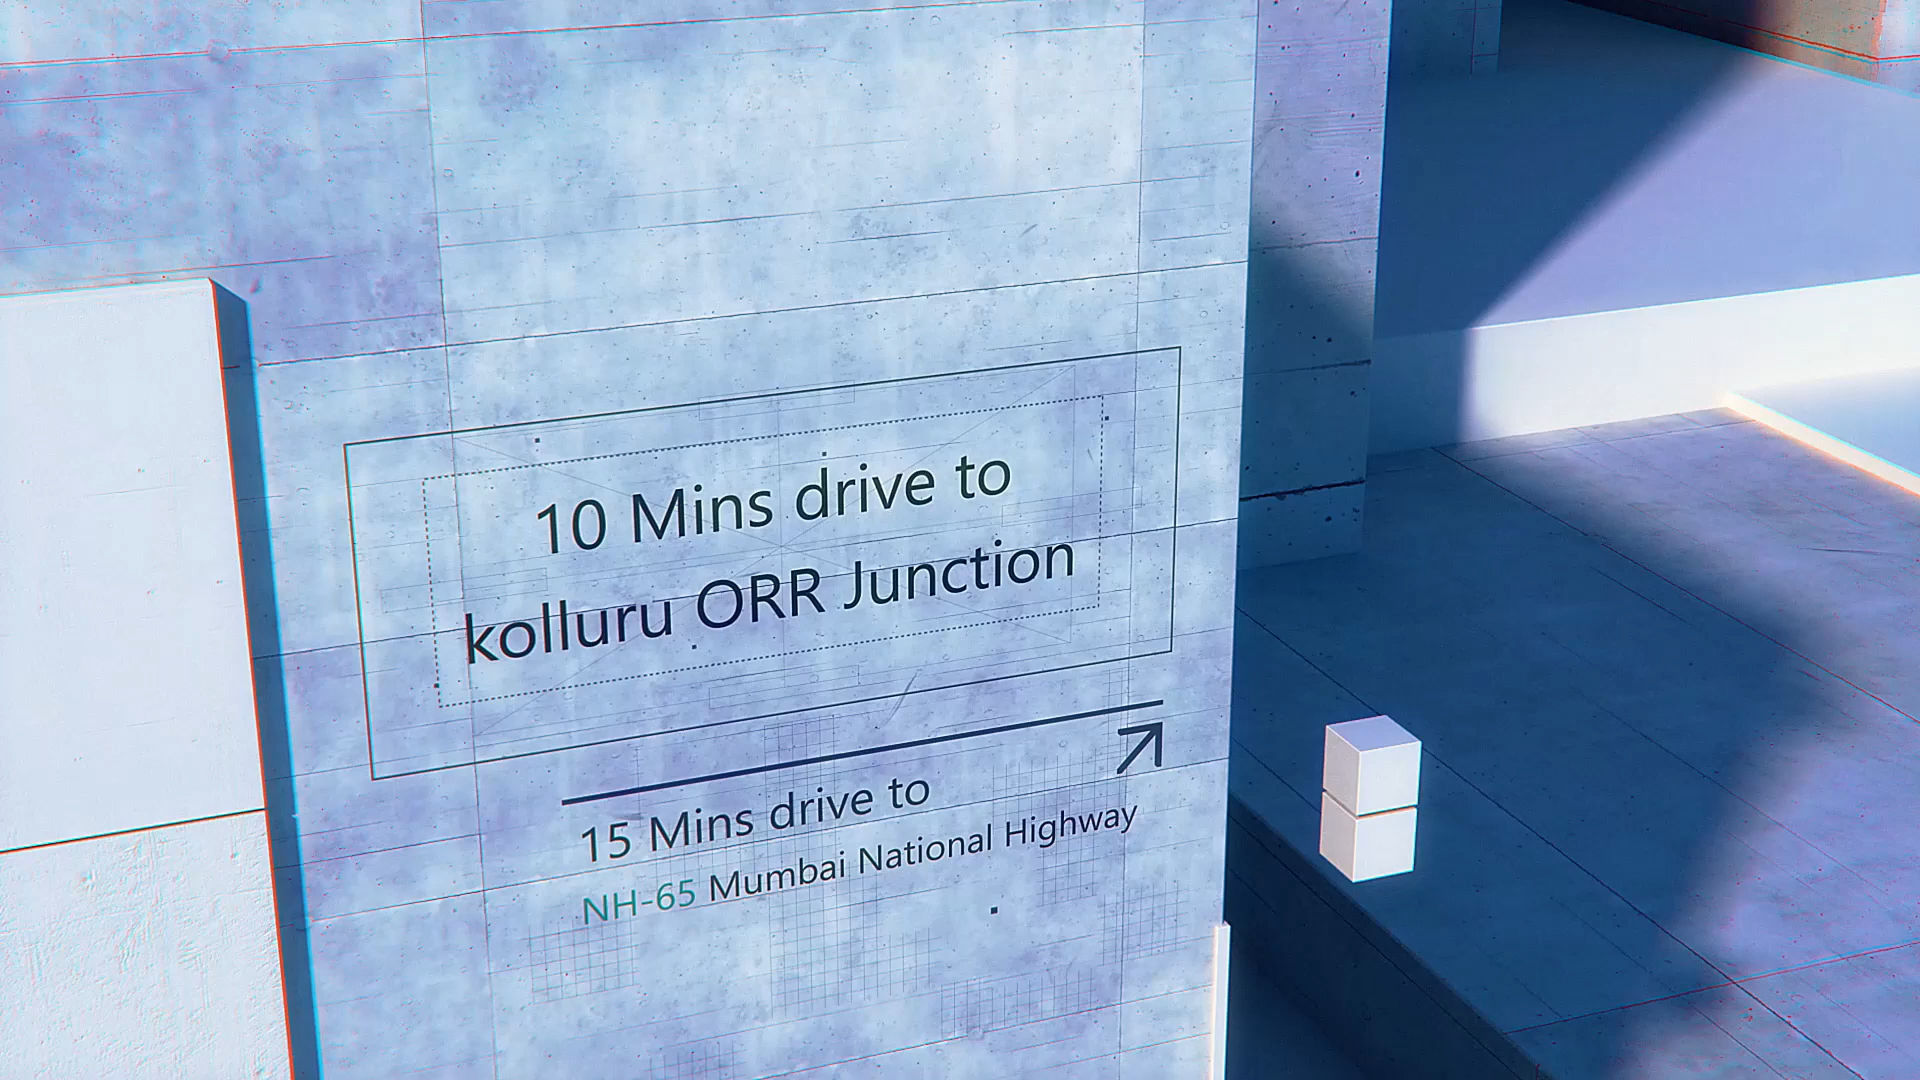 10 Mins drive to
kolluru ORR Junction
15 Mins drive to
NH-65 Mumbai National Highway